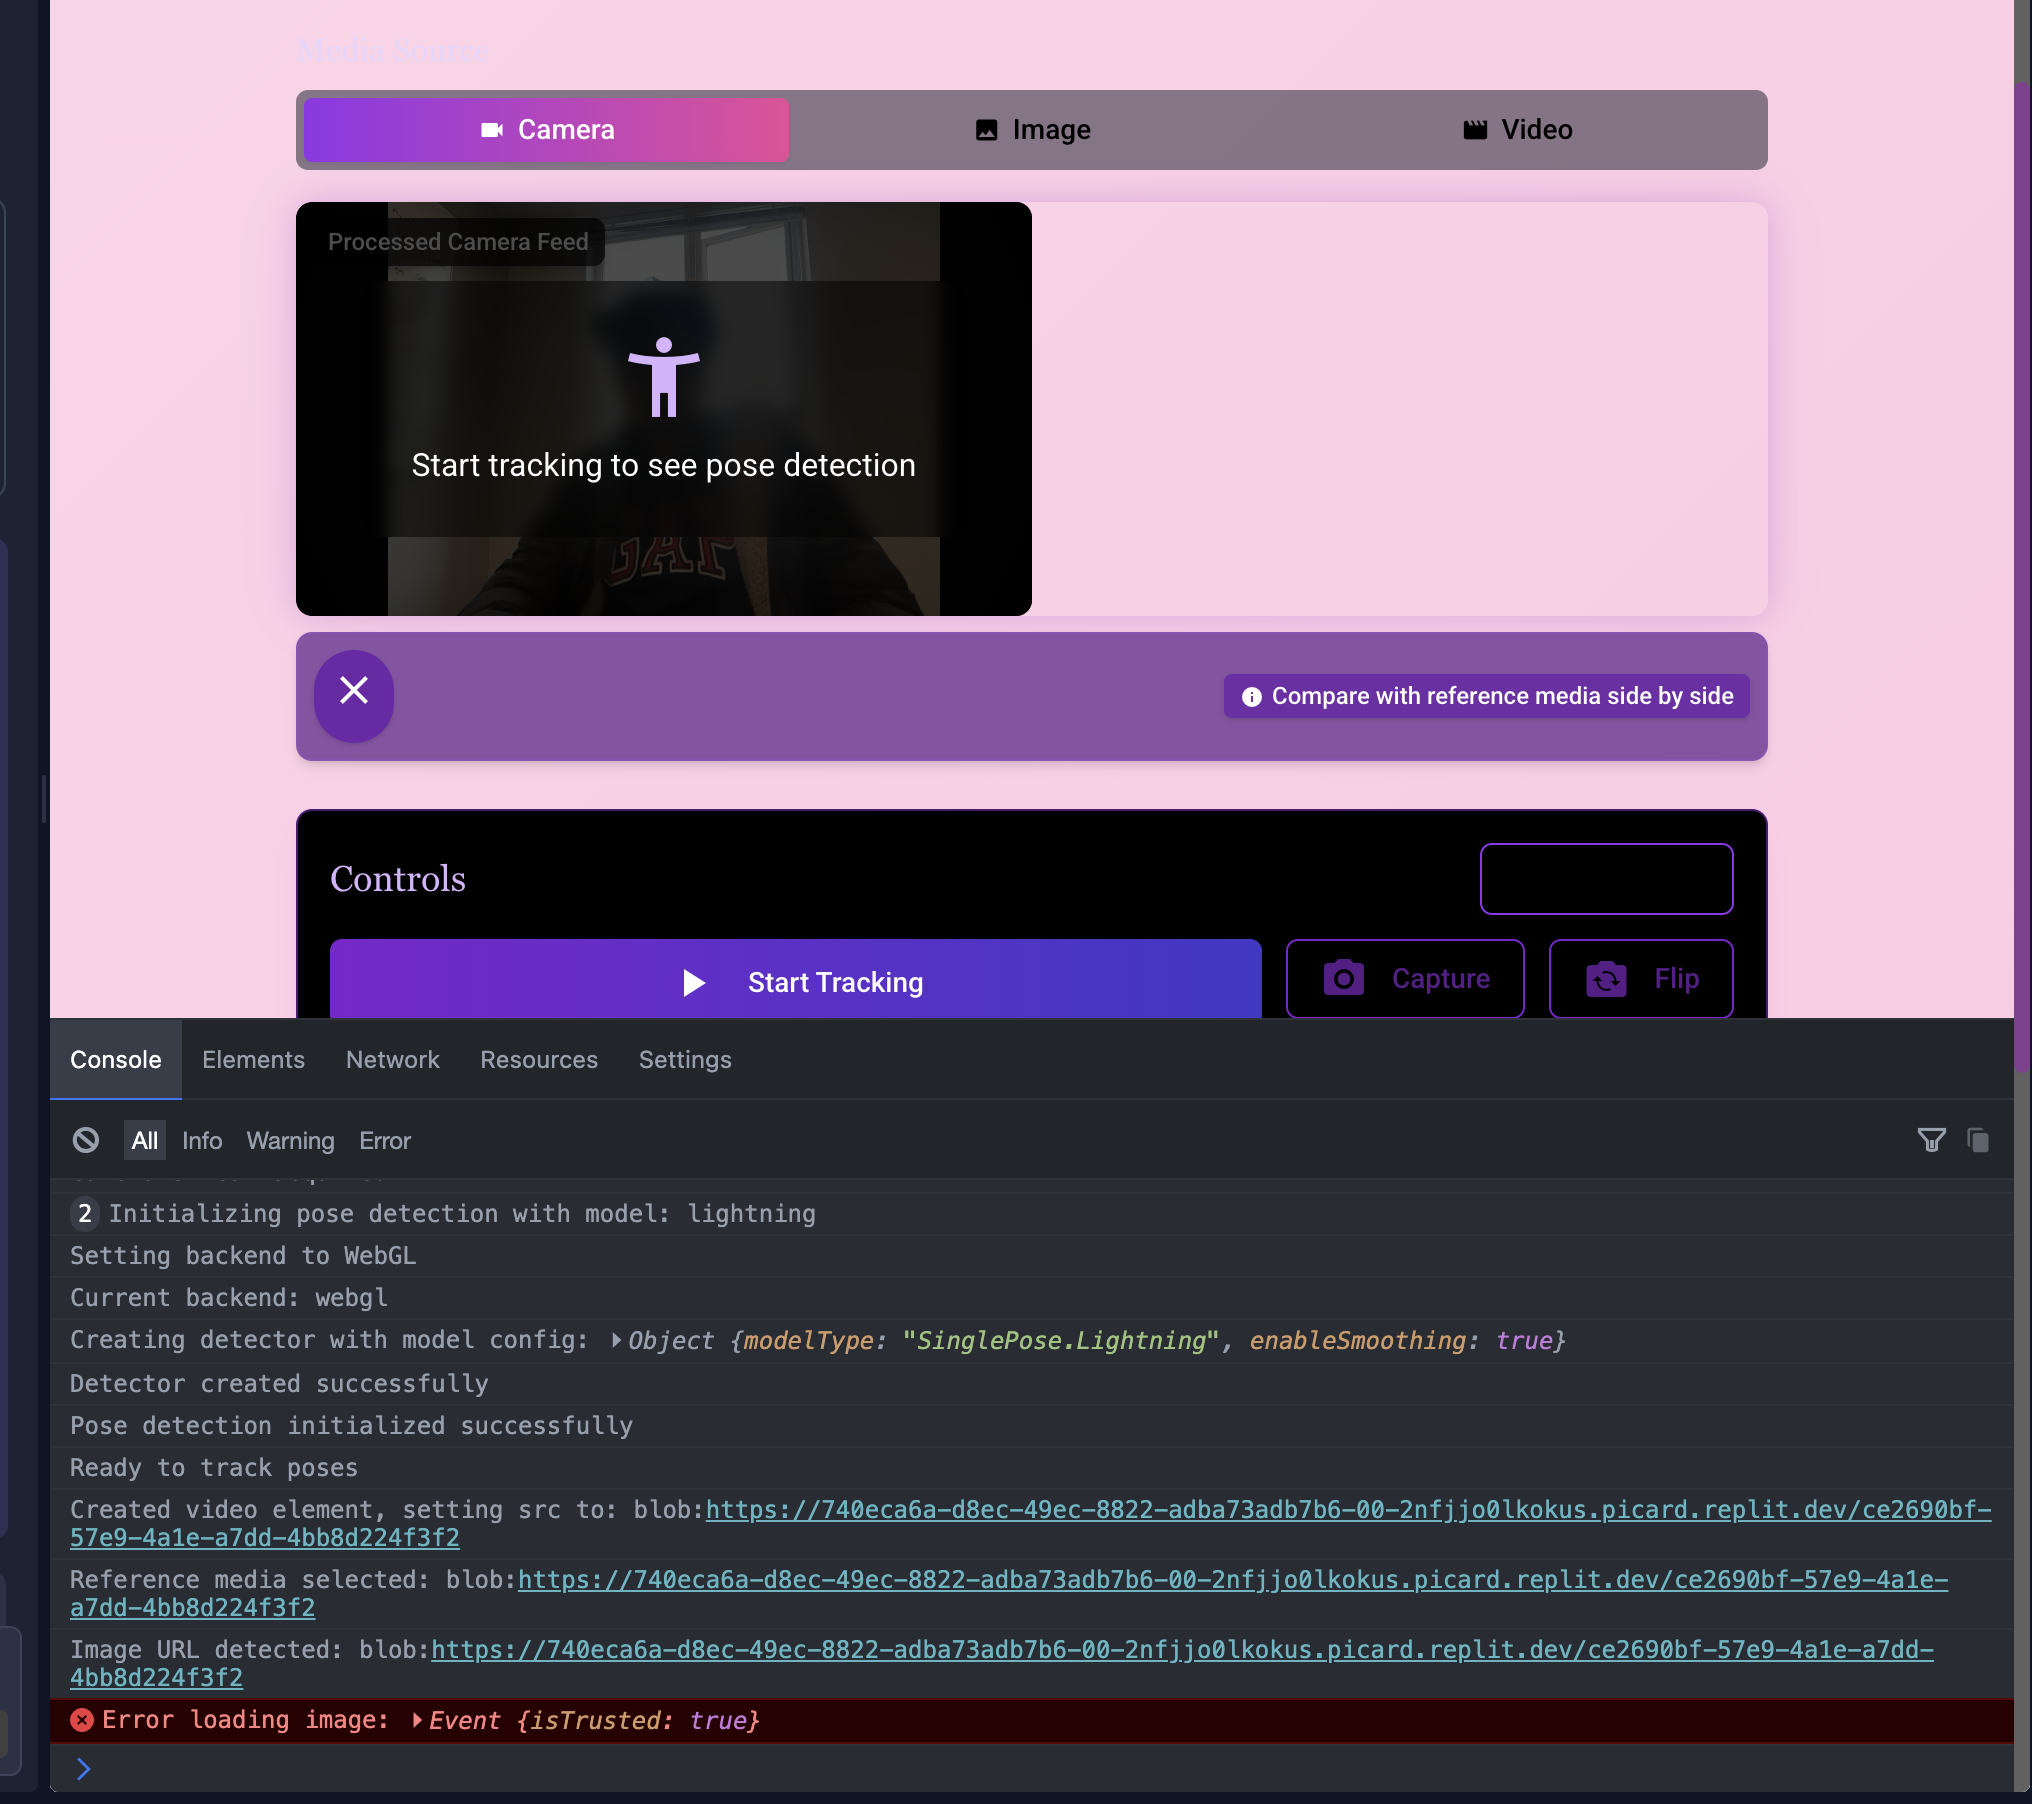 Media Source
Camera
Image
Video
Processed Camera Feed
Start tracking to see pose detection
GAP
Compare with reference media side by side
Controls
Start Tracking
Capture
Flip
Console Elements Network Resources Settings
All Info Warning Error
2 Initializing pose detection with model: lightning
Setting backend to WebGL
Current backend: webgl
Creating detector with model config: Object {modelType: "SinglePose.Lightning", enableSmoothing: true}
Detector created successfully
Pose detection initialized successfully
Ready to track poses
Created video element, setting src to: blob:https://740eca6a-d8ec-49ec-8822-adba73adb7b6-00-2nfjjo0lkokus.picard.replit.dev/ce2690bf-
57e9-4a1e-a7dd-4bb8d224f3f2
Reference media selected: blob:https://740eca6a-d8ec-49ec-8822-adba73adb7b6-00-2nfjjo0lkokus.picard.replit.dev/ce2690bf-57e9-4a1e-
a7dd-4bb8d224f3f2
Image URL detected: blob:https://740eca6a-d8ec-49ec-8822-adba73adb7b6-00-2nfjjo0lkokus.picard.replit.dev/ce2690bf-57e9-4a1e-a7dd-
4bb8d224f3f2
Error loading image: Event {isTrusted: true}